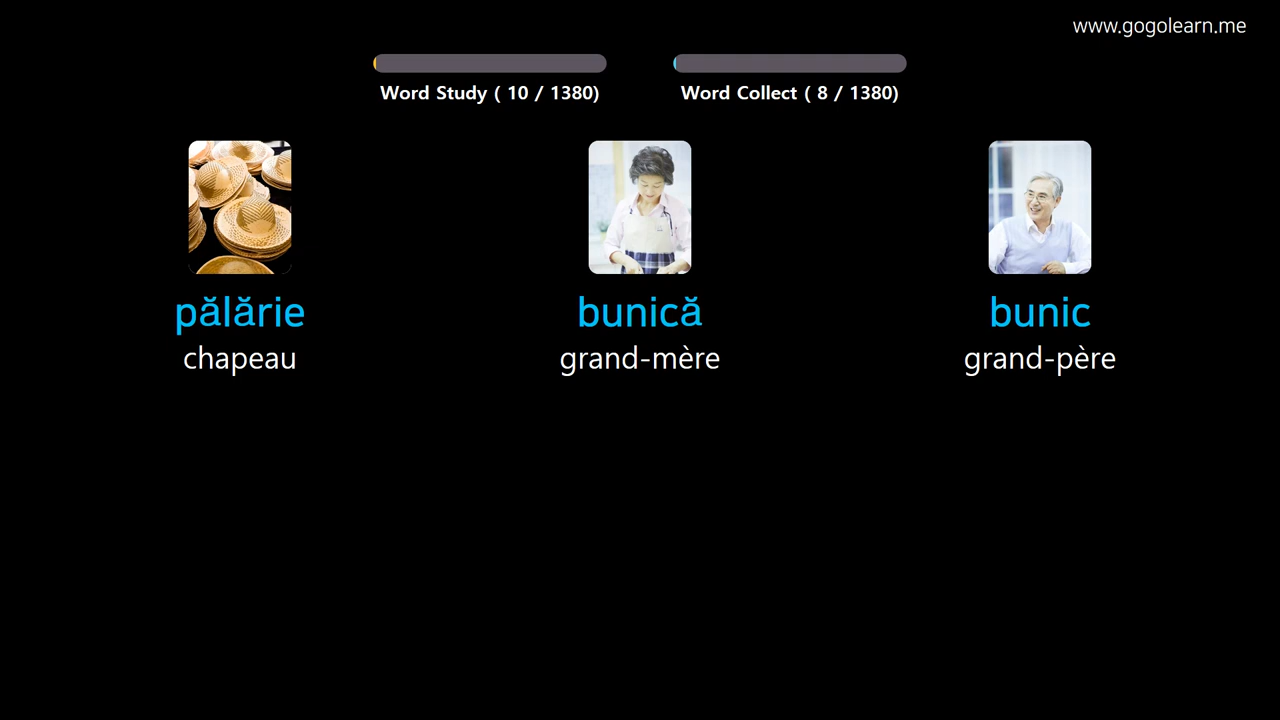 www.gogolearn.me
Word Study ( 10 / 1380)
Word Collect ( 8 / 1380)
pălărie
chapeau
bunică
grand-mère
bunic
grand-père